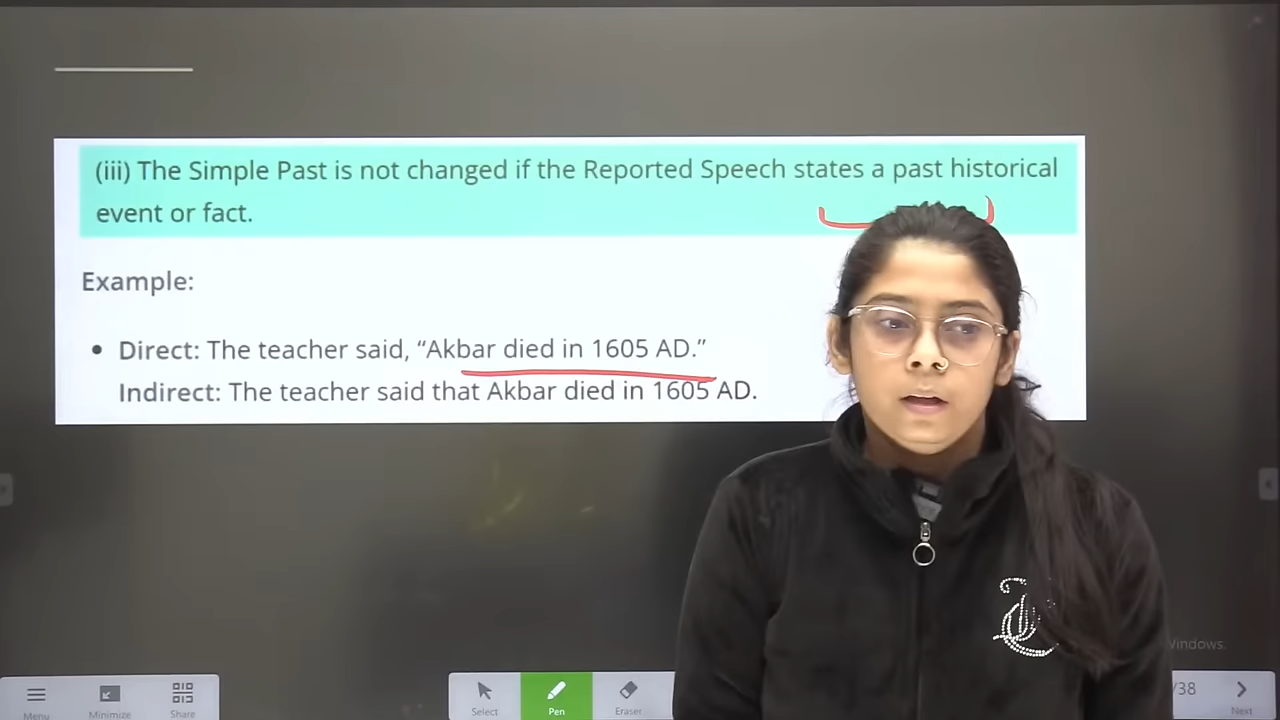 (iii) The Simple Past is not changed if the Reported Speech states a past historical
event or fact.
Example:
• Direct: The teacher said, “Akbar died in 1605 AD.”
Indirect: The teacher said that Akbar died in 1605 AD.
Windows.
Menu
Minimize
Share
Select
Pen
Eraser
/38
Next